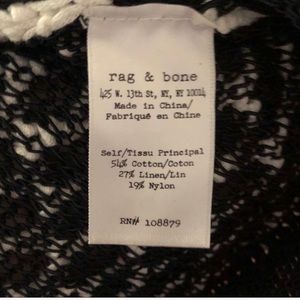 rag & bone
425 W. 13th St, NY, NY 10014
Made in China/
Fabriqué en Chine
Self/Tissu Principal
54% Cotton/Coton
27% Linen/Lin
19% Nylon
RN# 108879